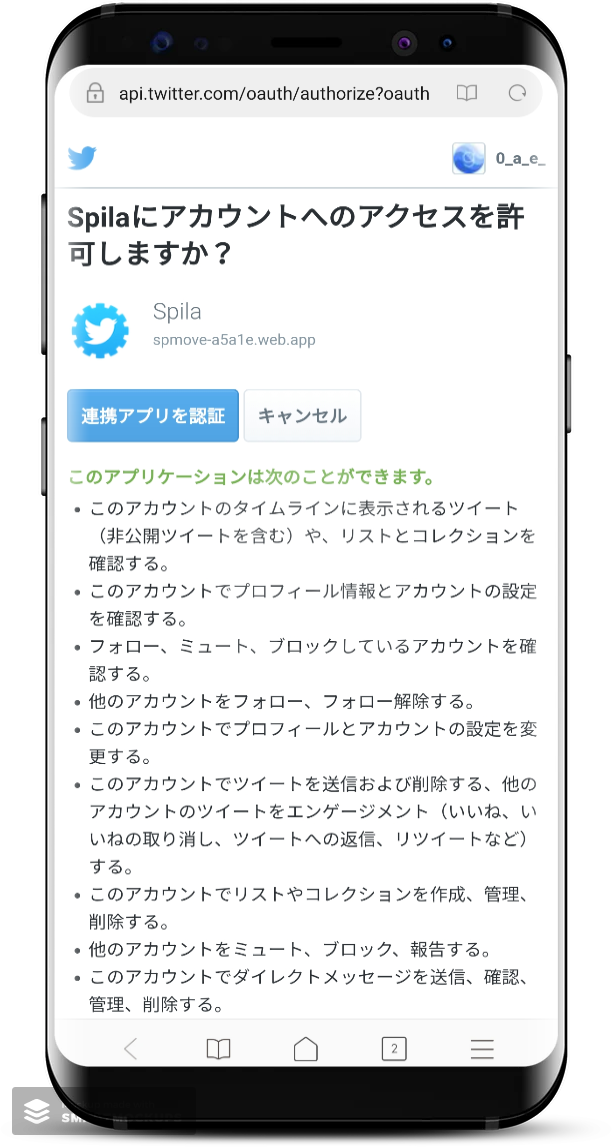 api.twitter.com/oauth/authorize?oauth
0_a_e_
Spilaにアカウントへのアクセスを許
可しますか？
Spila
spmove-a5a1e.web.app
連携アプリを認証 キャンセル
このアプリケーションは次のことができます。
• このアカウントのタイムラインに表示されるツイート
（非公開ツイートを含む）や、リストとコレクションを
確認する。
• このアカウントでプロフィール情報とアカウントの設定
を確認する。
• フォロー、ミュート、ブロックしているアカウントを確
認する。
• 他のアカウントをフォロー、フォロー解除する。
• このアカウントでプロフィールとアカウントの設定を変
更する。
• このアカウントでツイートを送信および削除する、他の
アカウントのツイートをエンゲージメント（いいね、い
いねの取り消し、ツイートへの返信、リツイートなど）
する。
• このアカウントでリストやコレクションを作成、管理、
削除する。
• 他のアカウントをミュート、ブロック、報告する。
• このアカウントでダイレクトメッセージを送信、確認、
管理、削除する。
2